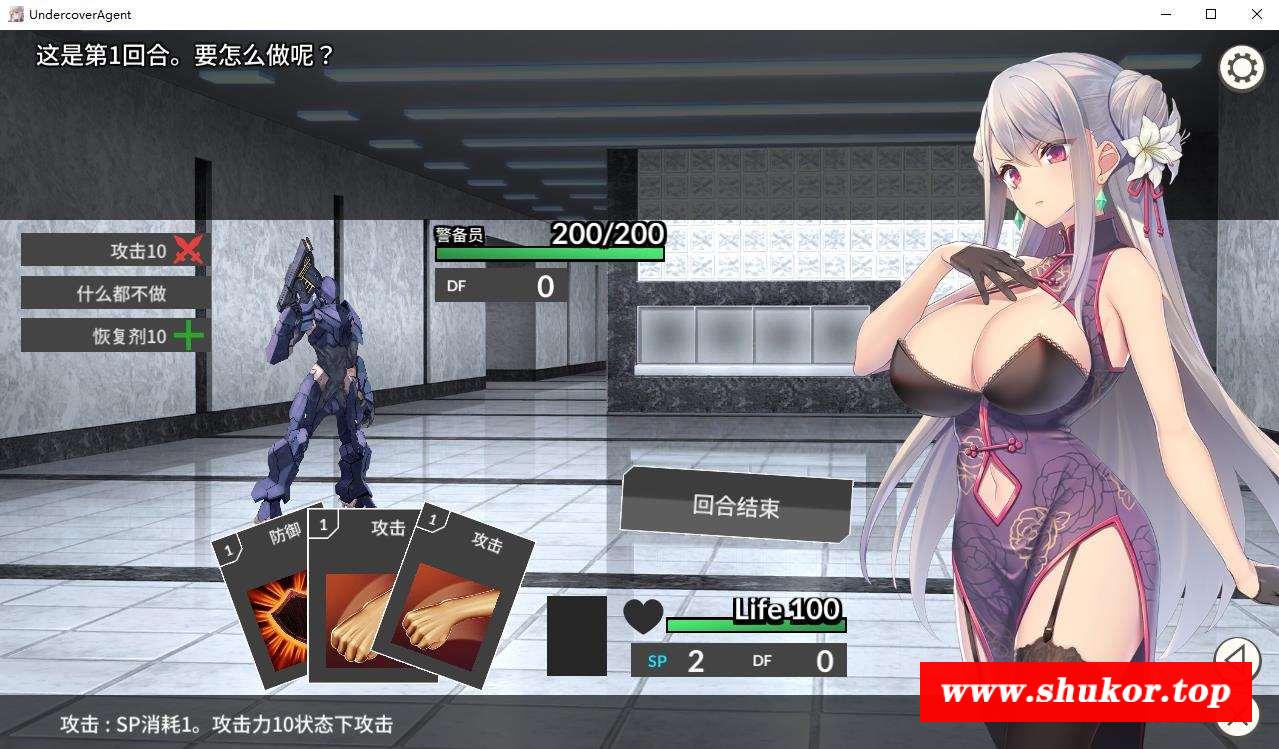 UndercoverAgent
这是第1回合。要怎么做呢？
攻击10
什么都不做
恢复剂10
警备员
200/200
DF 0
回合结束
1 防御
1 攻击
1 攻击
Life 100
SP 2 DF 0
www.shukor.top
攻击 : SP消耗1。攻击力10状态下攻击